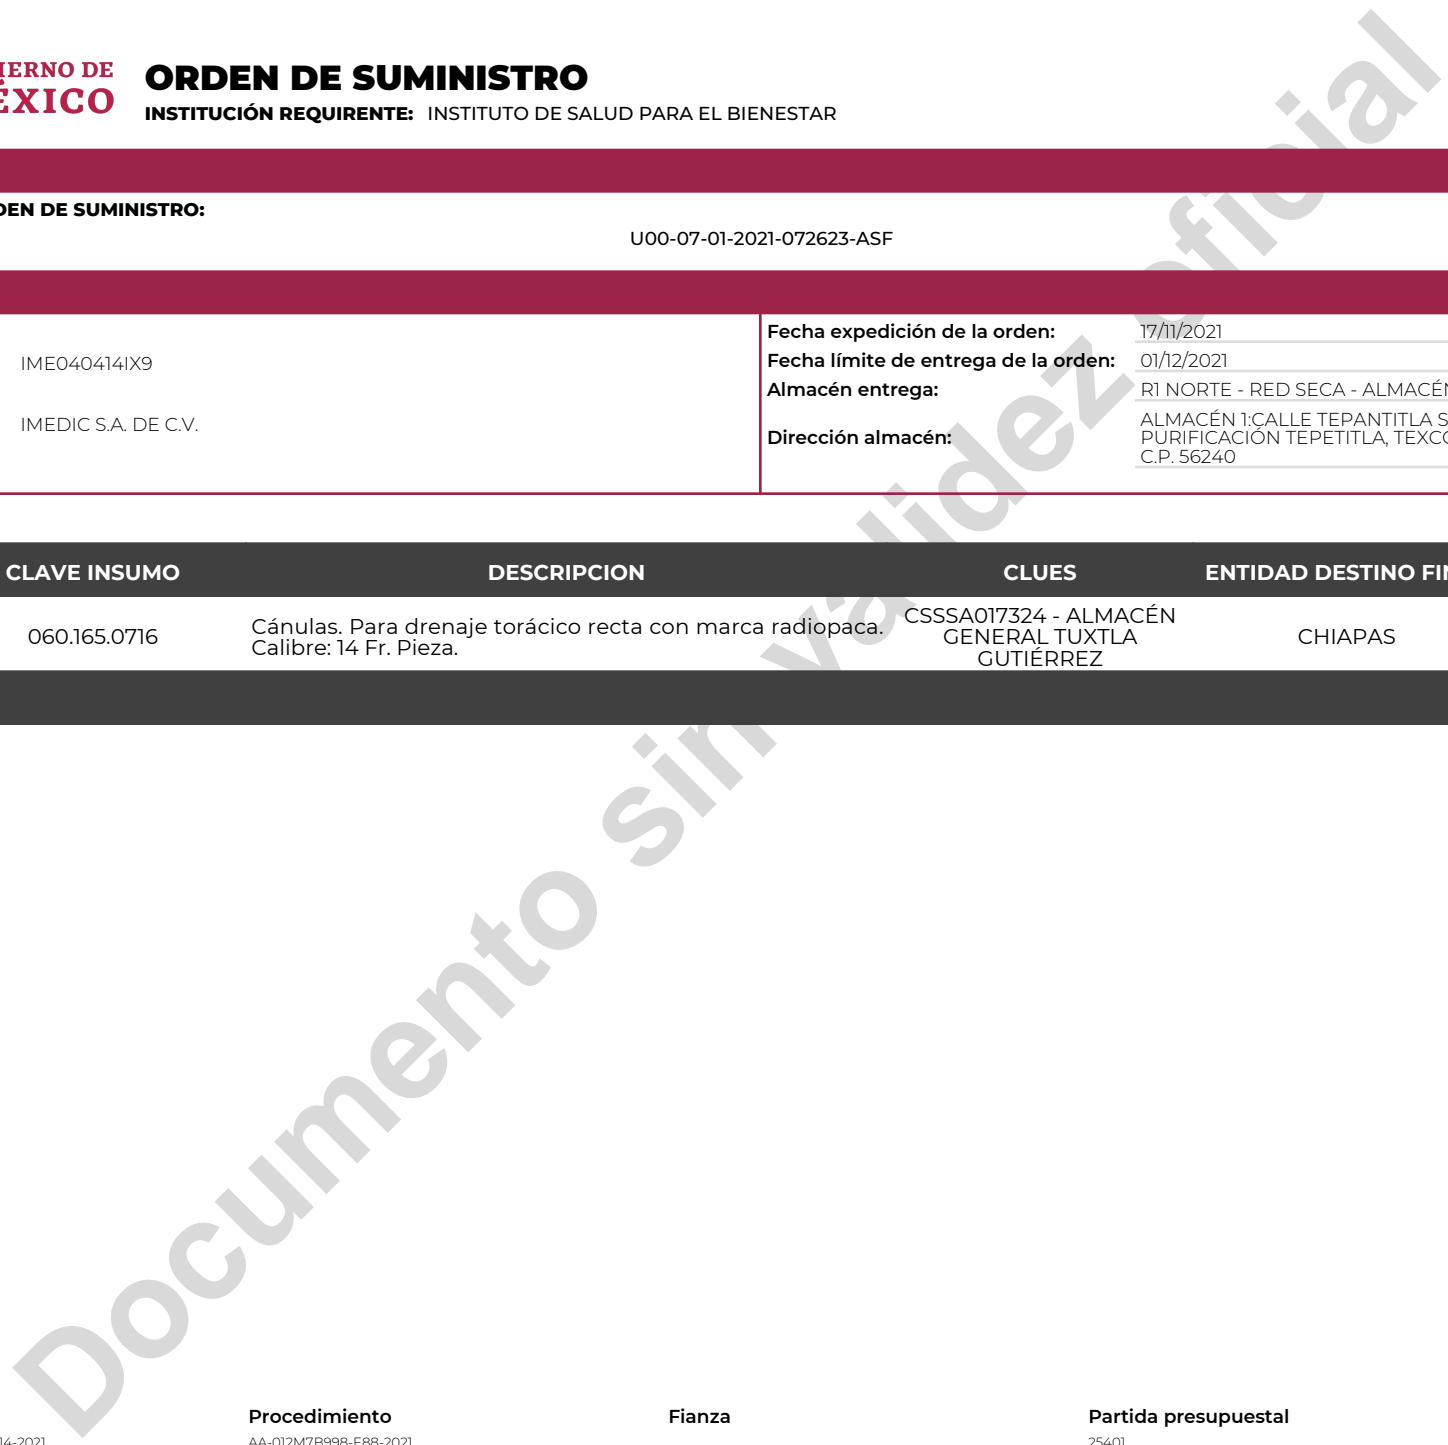 IERNO DE
ÉXICO
ORDEN DE SUMINISTRO
INSTITUCIÓN REQUIRENTE: INSTITUTO DE SALUD PARA EL BIENESTAR
DEN DE SUMINISTRO:
U00-07-01-2021-072623-ASF
IME040414IX9
IMEDIC S.A. DE C.V.
Fecha expedición de la orden: 17/11/2021
Fecha límite de entrega de la orden: 01/12/2021
Almacén entrega: R1 NORTE - RED SECA - ALMACÉN
Dirección almacén:
ALMACÉN 1:CALLE TEPANTITLA S
PURIFICACIÓN TEPETITLA, TEXCO
C.P. 56240
CLAVE INSUMO DESCRIPCION CLUES ENTIDAD DESTINO FIN
060.165.0716
Cánulas. Para drenaje torácico recta con marca radiopaca.
Calibre: 14 Fr. Pieza.
CSSSA017324 - ALMACÉN
GENERAL TUXTLA
GUTIÉRREZ
CHIAPAS
Documento sin validez oficial
Procedimiento Fianza Partida presupuestal
14-2021 AA-012M7B998-E88-2021 25401